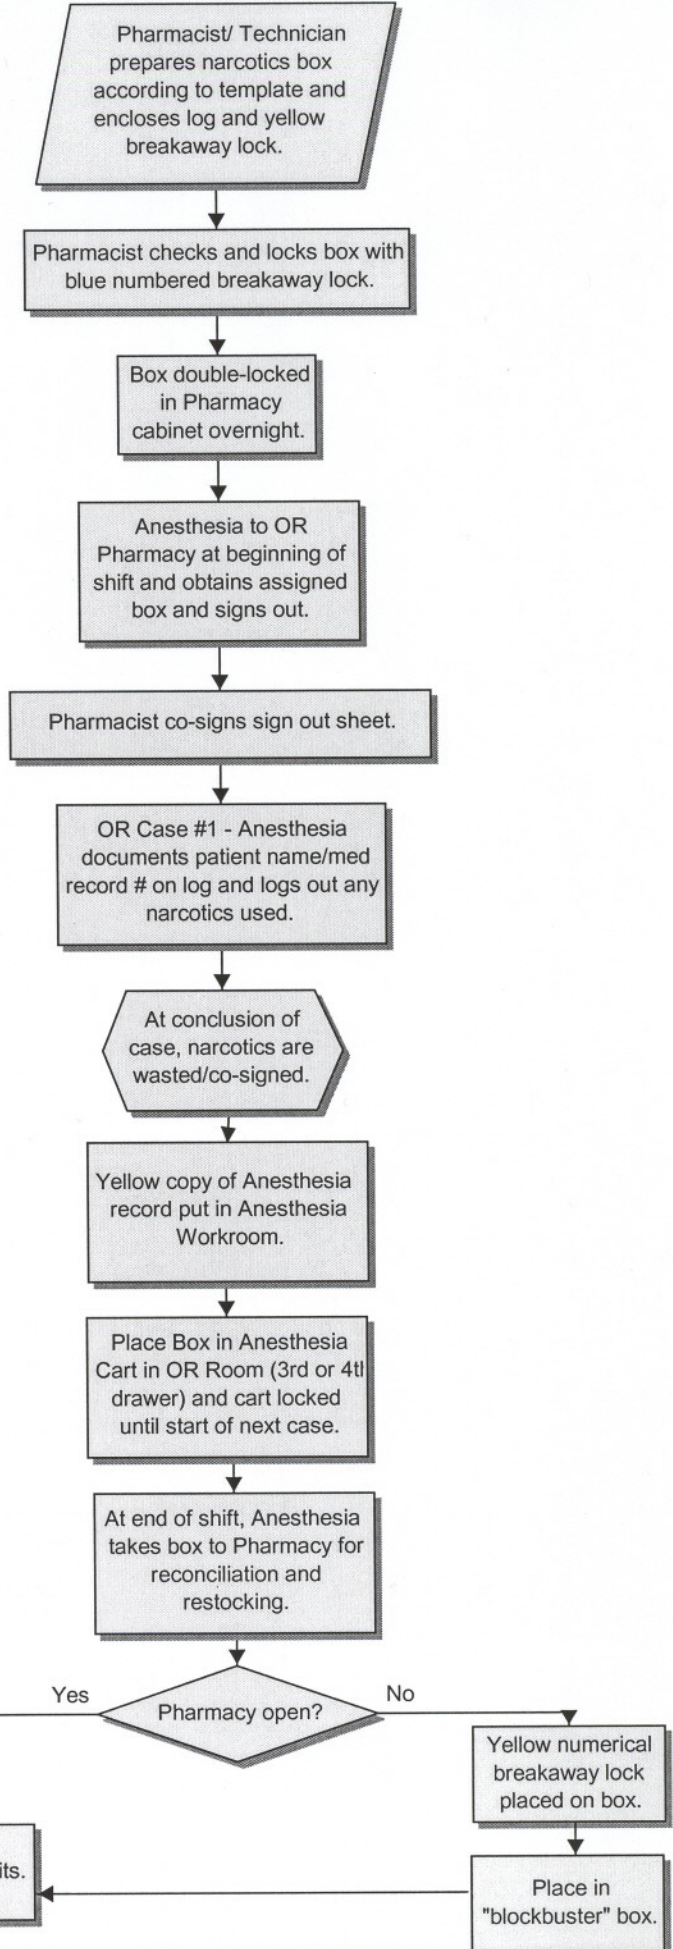 Pharmacist/ Technician
prepares narcotics box
according to template and
encloses log and yellow
breakaway lock.
Pharmacist checks and locks box with
blue numbered breakaway lock.
Box double-locked
in Pharmacy
cabinet overnight.
Anesthesia to OR
Pharmacy at beginning of
shift and obtains assigned
box and signs out.
Pharmacist co-signs sign out sheet.
OR Case #1 - Anesthesia
documents patient name/med
record # on log and logs out any
narcotics used.
At conclusion of
case, narcotics are
wasted/co-signed.
Yellow copy of Anesthesia
record put in Anesthesia
Workroom.
Place Box in Anesthesia
Cart in OR Room (3rd or 4th
drawer) and cart locked
until start of next case.
At end of shift, Anesthesia
takes box to Pharmacy for
reconciliation and
restocking.
Yes
Pharmacy open?
No
Yellow numerical
breakaway lock
placed on box.
its.
Place in
"blockbuster" box.